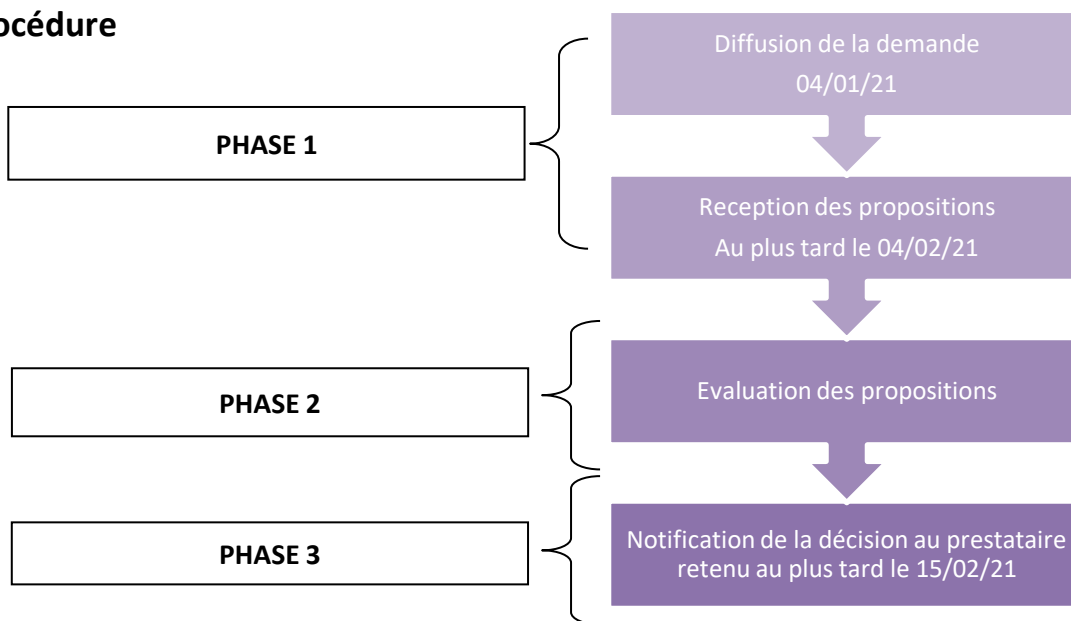 océdure
Diffusion de la demande
04/01/21
PHASE 1
Reception des propositions
Au plus tard le 04/02/21
PHASE 2
Evaluation des propositions
PHASE 3
Notification de la décision au prestataire
retenu au plus tard le 15/02/21